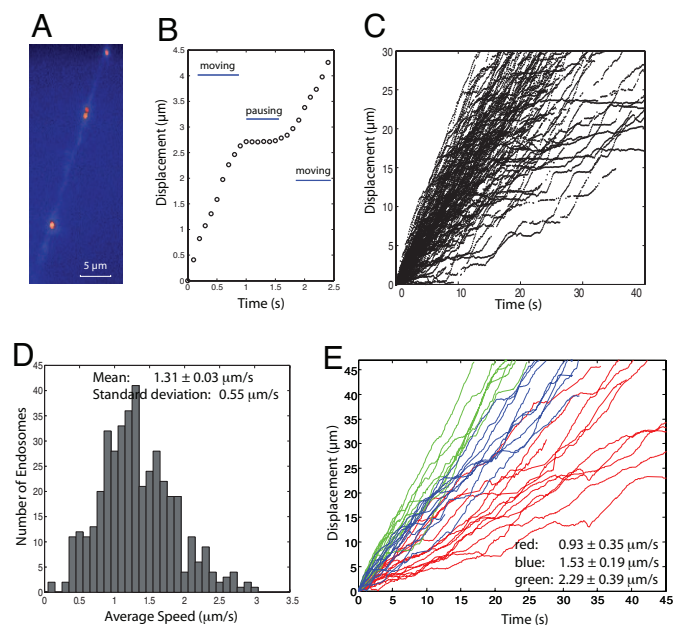 A
5 μm
B
Displacement (μm)
4.5
4
3.5
3
2.5
2
1.5
1
0.5
0
moving
pausing
moving
0 0.5 1 1.5 2 2.5
Time (s)
C
Displacement (μm)
30
25
20
15
10
5
0
0 10 20 30 40
Time (s)
D
Number of Endosomes
45
40
35
30
25
20
15
10
5
0
Mean: 1.31 ± 0.03 μm/s
Standard deviation: 0.55 μm/s
0 0.5 1 1.5 2 2.5 3 3.5
Average Speed (μm/s)
E
Displacement (μm)
45
40
35
30
25
20
15
10
5
0
red: 0.93 ± 0.35 μm/s
blue: 1.53 ± 0.19 μm/s
green: 2.29 ± 0.39 μm/s
0 5 10 15 20 25 30 35 40 45
Time (s)